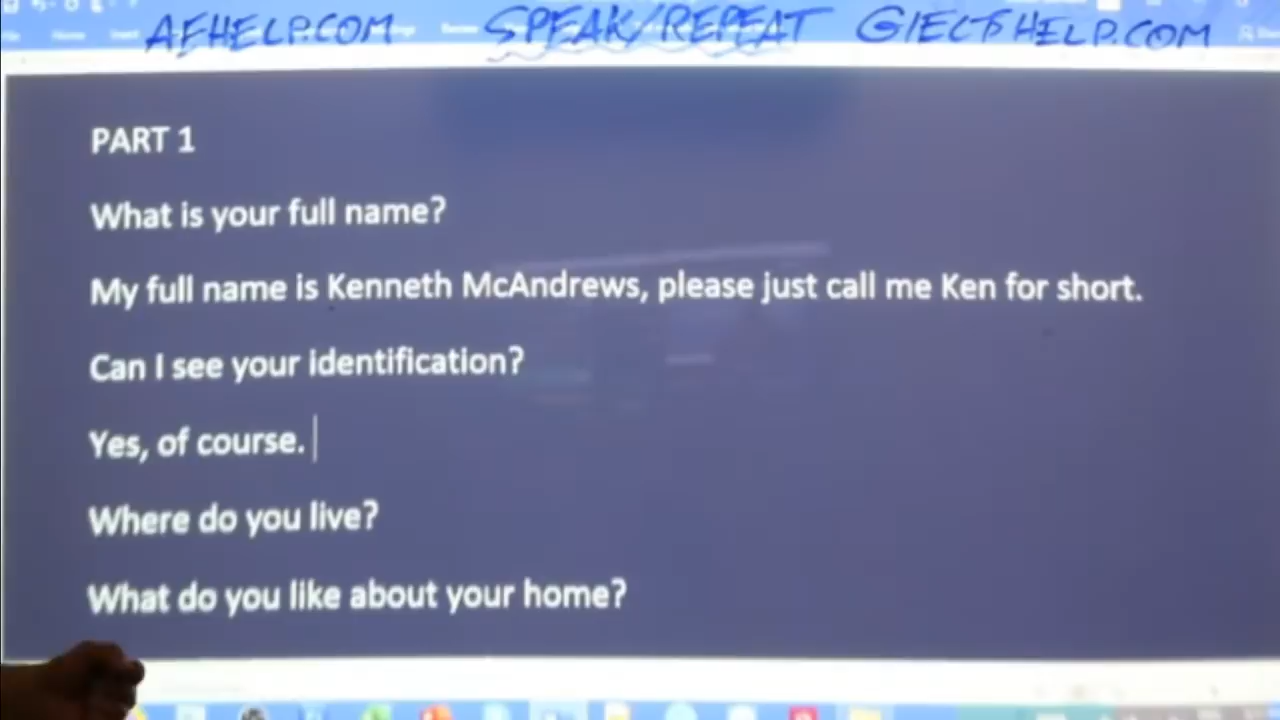 AEHELP.COM SPEAK/REPEAT GIELTSHELP.COM
PART 1
What is your full name?
My full name is Kenneth McAndrews, please just call me Ken for short.
Can I see your identification?
Yes, of course.
Where do you live?
What do you like about your home?